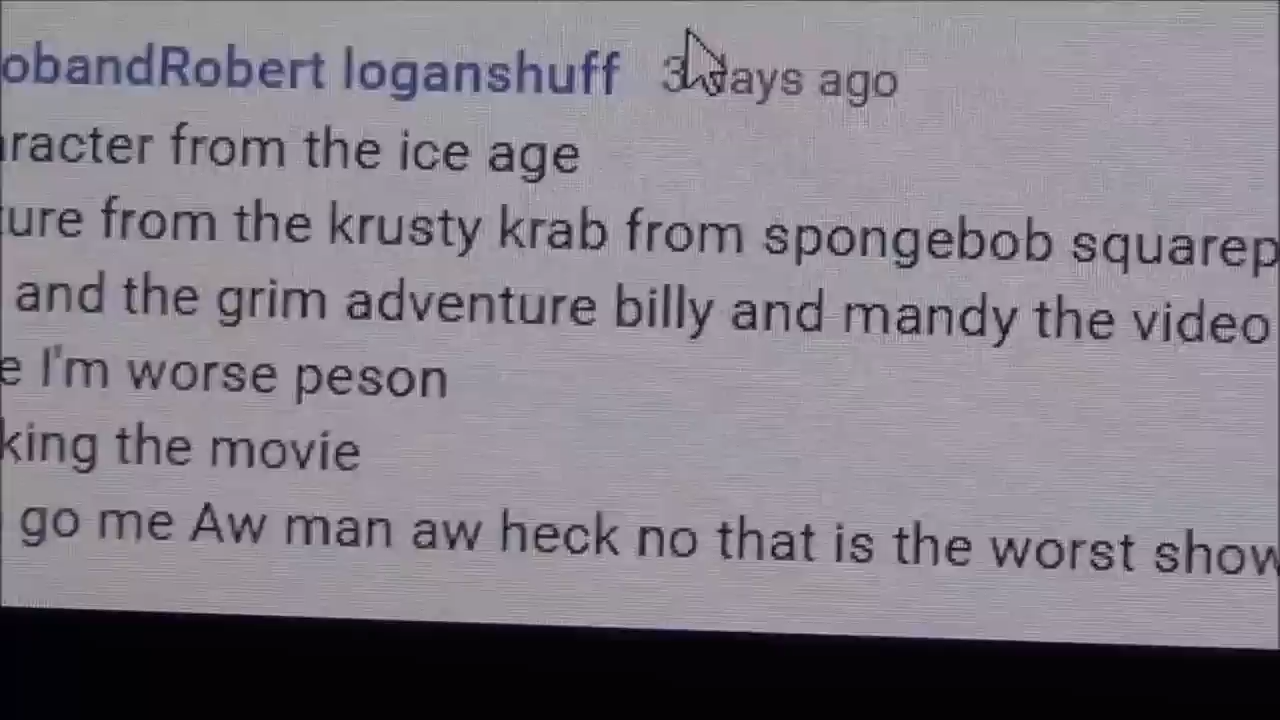 obandRobert loganshuff 3 days ago
aracter from the ice age
ture from the krusty krab from spongebob squarep
and the grim adventure billy and mandy the video
e I'm worse peson
king the movie
go me Aw man aw heck no that is the worst show